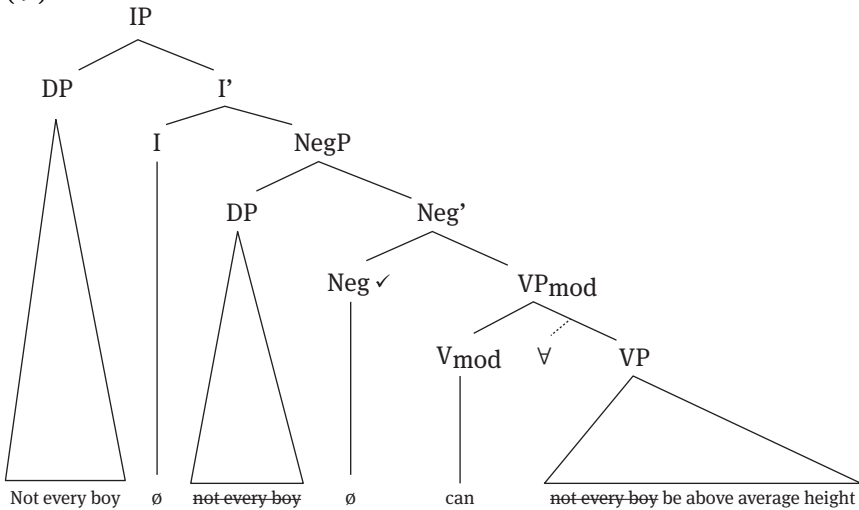 IP
DP I’
I NegP
DP Neg’
Neg ✓ VPmod
Vmod ∀ VP
Not every boy ø not every boy ø can not every boy be above average height